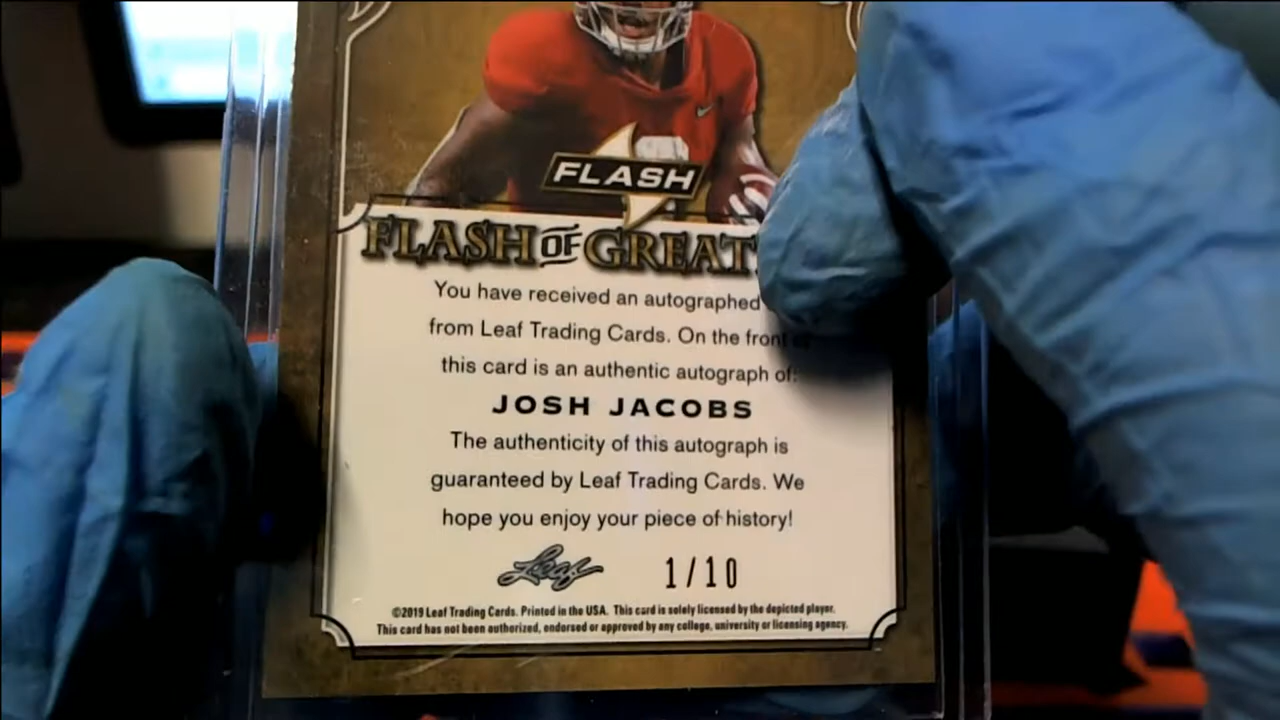 FLASH
FLASH OF GREAT
You have received an autographed
from Leaf Trading Cards. On the front
this card is an authentic autograph of:
JOSH JACOBS
The authenticity of this autograph is
guaranteed by Leaf Trading Cards. We
hope you enjoy your piece of history!
Leaf 1/10
©2019 Leaf Trading Cards. Printed in the USA. This card is solely licensed by the depicted player.
This card has not been authorized, endorsed or approved by any college, university or licensing agency.